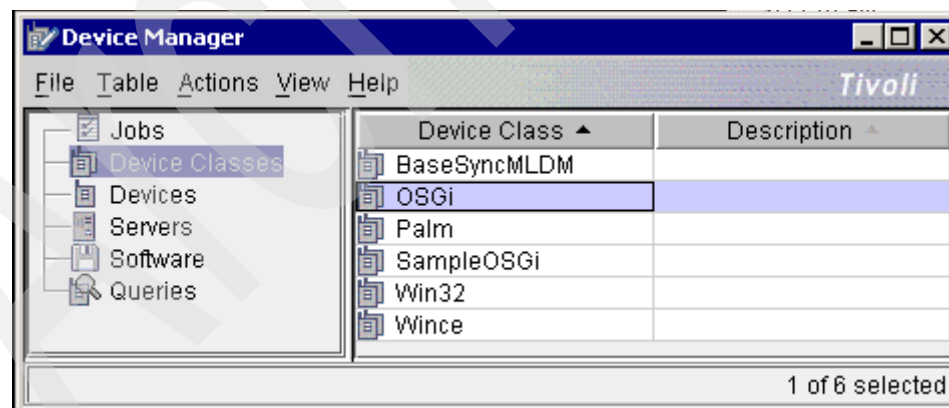 Device Manager
File Table Actions View Help Tivoli
Jobs
Device Classes
Devices
Servers
Software
Queries
Device Class Description
BaseSyncMLDM
OSGi
Palm
SampleOSGi
Win32
Wince
1 of 6 selected